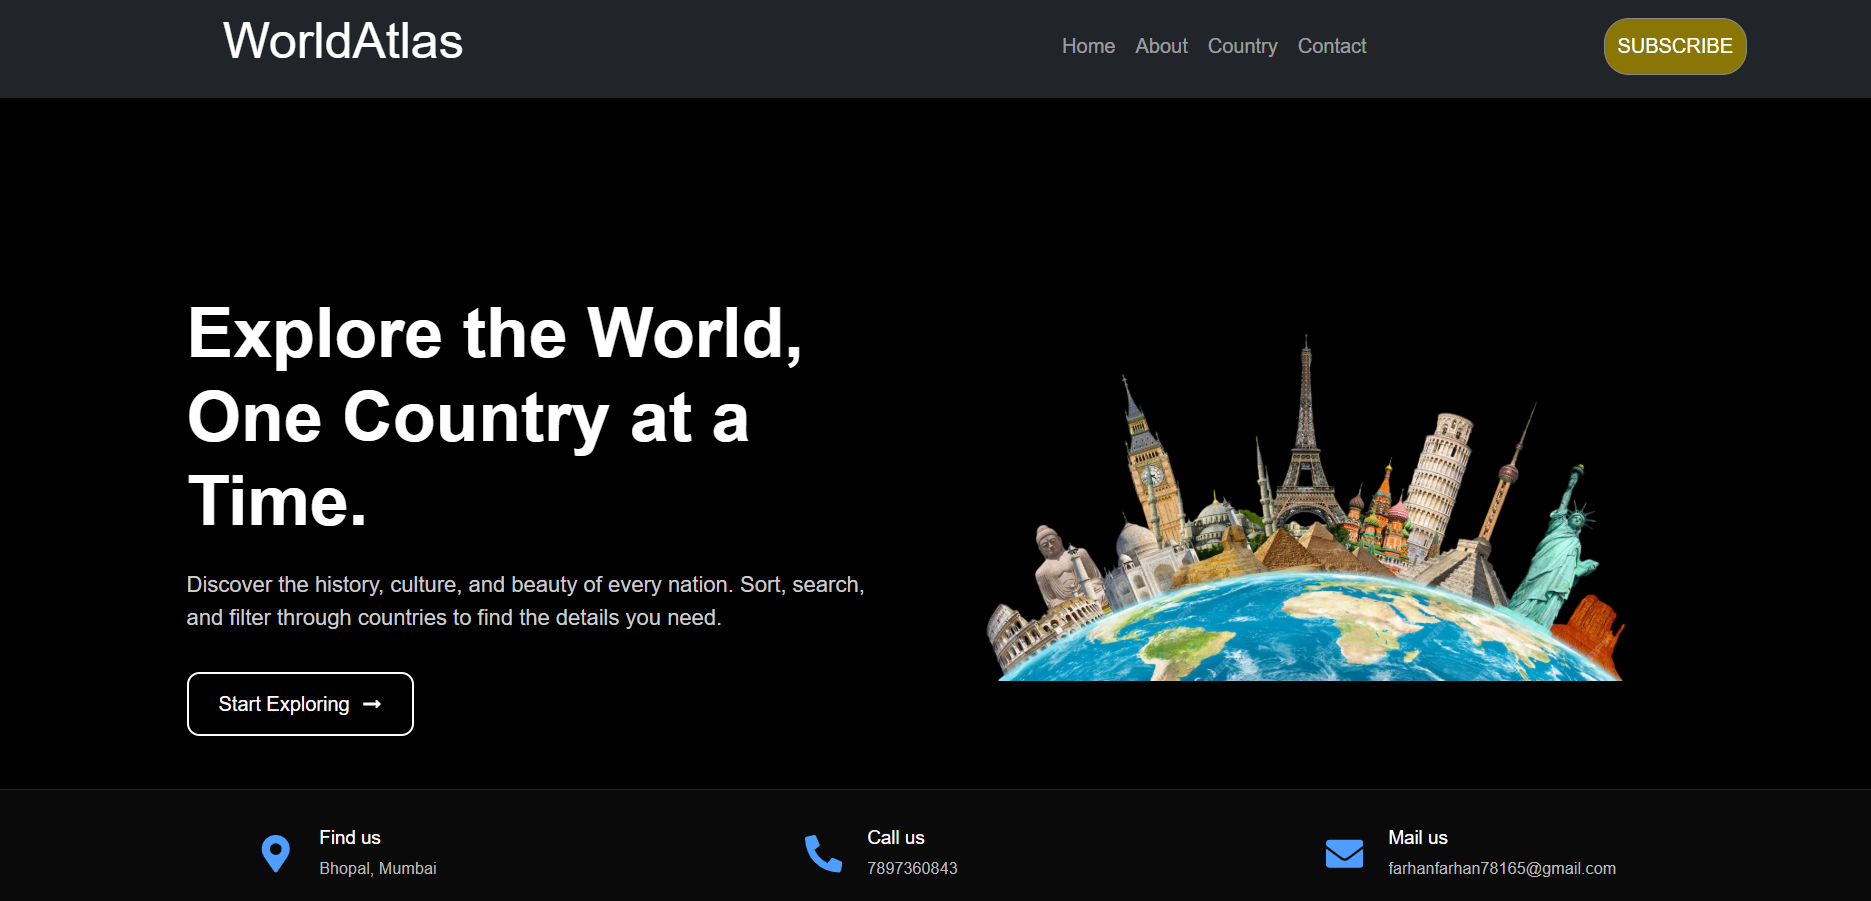 WorldAtlas
Home About Country Contact
SUBSCRIBE
Explore the World,
One Country at a
Time.
Discover the history, culture, and beauty of every nation. Sort, search,
and filter through countries to find the details you need.
Start Exploring
Find us
Bhopal, Mumbai
Call us
7897360843
Mail us
farhanfarhan78165@gmail.com